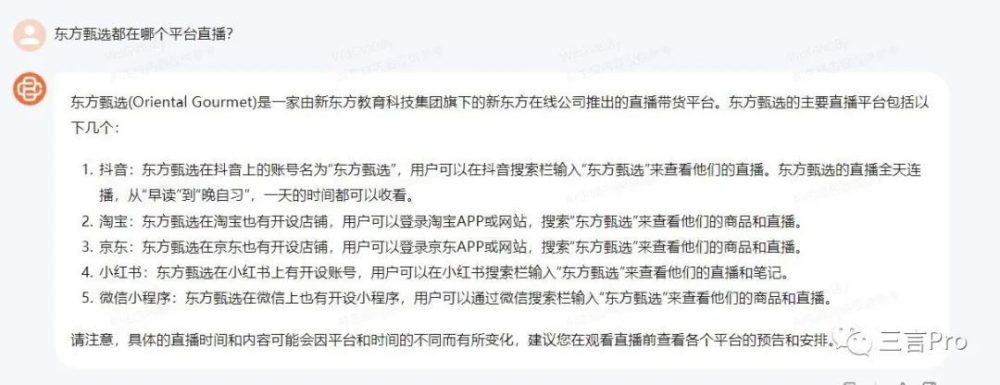 东方甄选都在哪个平台直播?
东方甄选(Oriental Gourmet)是一家由新东方教育科技集团旗下的新东方在线公司推出的直播带货平台。东方甄选的主要直播平台包括以
下几个：
1. 抖音：东方甄选在抖音上的账号名为“东方甄选”，用户可以在抖音搜索栏输入“东方甄选”来查看他们的直播。东方甄选的直播全天连
播，从“早读”到“晚自习”，一天的时间都可以收看。
2. 淘宝：东方甄选在淘宝也有开设店铺，用户可以登录淘宝APP或网站，搜索“东方甄选”来查看他们的商品和直播。
3. 京东：东方甄选在京东也有开设店铺，用户可以登录京东APP或网站，搜索“东方甄选”来查看他们的商品和直播。
4. 小红书：东方甄选在小红书上有开设账号，用户可以在小红书搜索栏输入“东方甄选”来查看他们的直播和笔记。
5. 微信小程序：东方甄选在微信上也有开设小程序，用户可以通过微信搜索栏输入“东方甄选”来查看他们的商品和直播。
请注意，具体的直播时间和内容可能会因平台和时间的不同而有所变化，建议您在观看直播前查看各个平台的预告和安排。
三言Pro